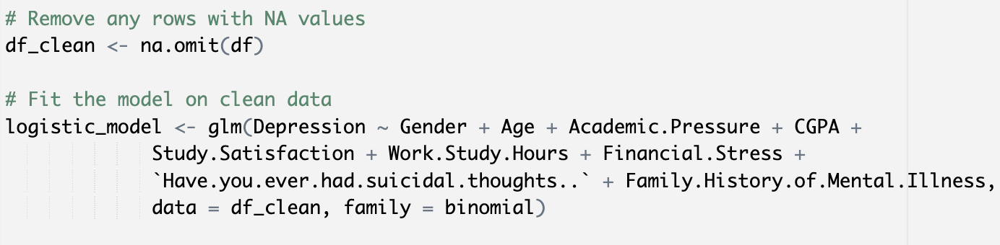 # Remove any rows with NA values
df_clean <- na.omit(df)
# Fit the model on clean data
logistic_model <- glm(Depression ~ Gender + Age + Academic.Pressure + CGPA +
Study.Satisfaction + Work.Study.Hours + Financial.Stress +
`Have.you.ever.had.suicidal.thoughts..` + Family.History.of.Mental.Illness,
data = df_clean, family = binomial)